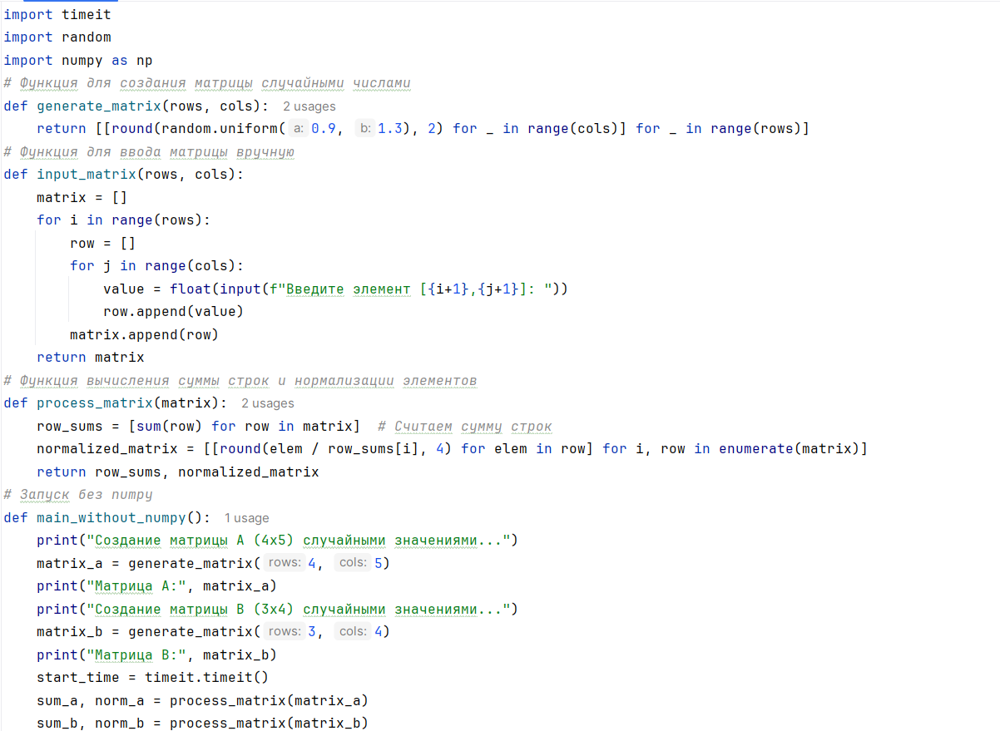 import timeit
import random
import numpy as np
# Функция для создания матрицы случайными числами
def generate_matrix(rows, cols):  2 usages
    return [[round(random.uniform( a: 0.9,  b: 1.3), 2) for _ in range(cols)] for _ in range(rows)]
# Функция для ввода матрицы вручную
def input_matrix(rows, cols):
    matrix = []
    for i in range(rows):
        row = []
        for j in range(cols):
            value = float(input(f"Введите элемент [{i+1},{j+1}]: "))
            row.append(value)
        matrix.append(row)
    return matrix
# Функция вычисления суммы строк и нормализации элементов
def process_matrix(matrix):  2 usages
    row_sums = [sum(row) for row in matrix]  # Считаем сумму строк
    normalized_matrix = [[round(elem / row_sums[i], 4) for elem in row] for i, row in enumerate(matrix)]
    return row_sums, normalized_matrix
# Запуск без numpy
def main_without_numpy():  1 usage
    print("Создание матрицы A (4x5) случайными значениями...")
    matrix_a = generate_matrix( rows: 4,  cols: 5)
    print("Матрица A:", matrix_a)
    print("Создание матрицы B (3x4) случайными значениями...")
    matrix_b = generate_matrix( rows: 3,  cols: 4)
    print("Матрица B:", matrix_b)
    start_time = timeit.timeit()
    sum_a, norm_a = process_matrix(matrix_a)
    sum_b, norm_b = process_matrix(matrix_b)